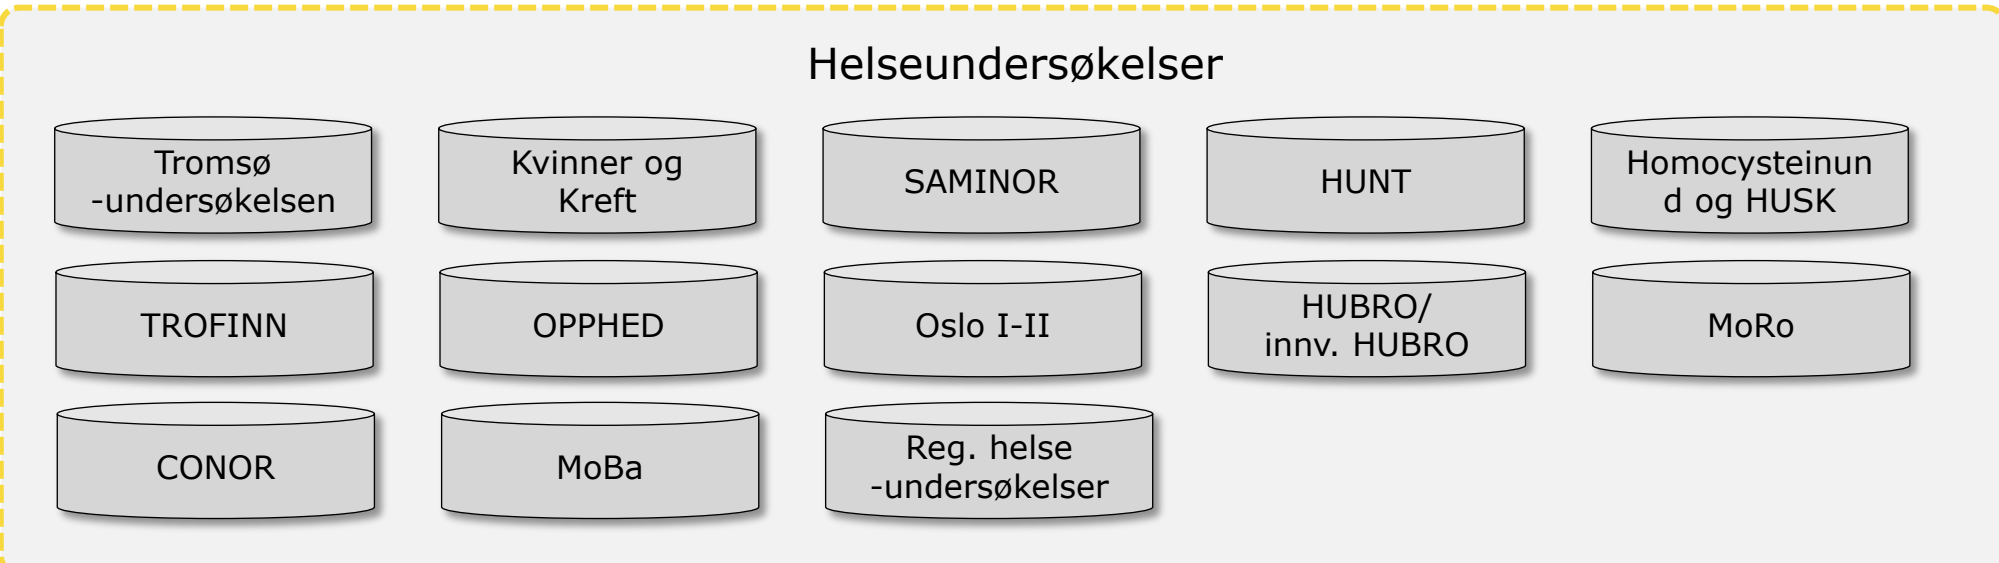 Helseundersøkelser
Tromsø
-undersøkelsen
Kvinner og
Kreft
SAMINOR
HUNT
Homocysteinun
d og HUSK
TROFINN
OPPHED
Oslo I-II
HUBRO/
innv. HUBRO
MoRo
CONOR
MoBa
Reg. helse
-undersøkelser